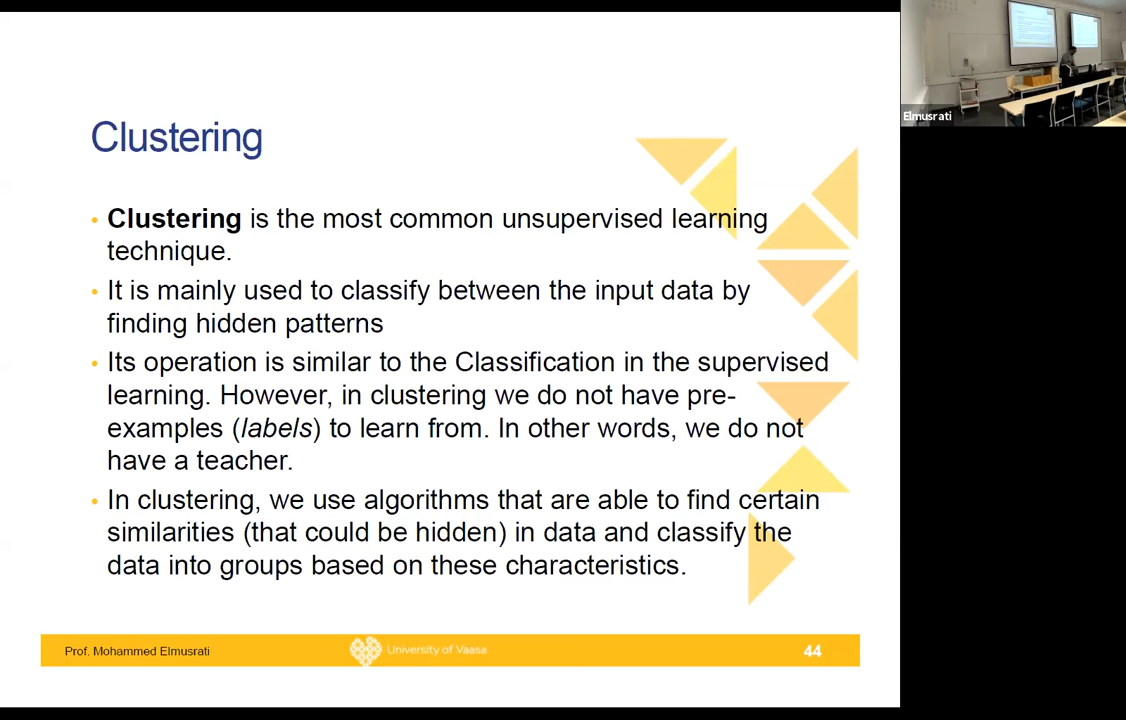 Clustering
• Clustering is the most common unsupervised learning
technique.
• It is mainly used to classify between the input data by
finding hidden patterns
• Its operation is similar to the Classification in the supervised
learning. However, in clustering we do not have pre-
examples (labels) to learn from. In other words, we do not
have a teacher.
• In clustering, we use algorithms that are able to find certain
similarities (that could be hidden) in data and classify the
data into groups based on these characteristics.
Prof. Mohammed Elmusrati
University of Vaasa
44
Elmusrati